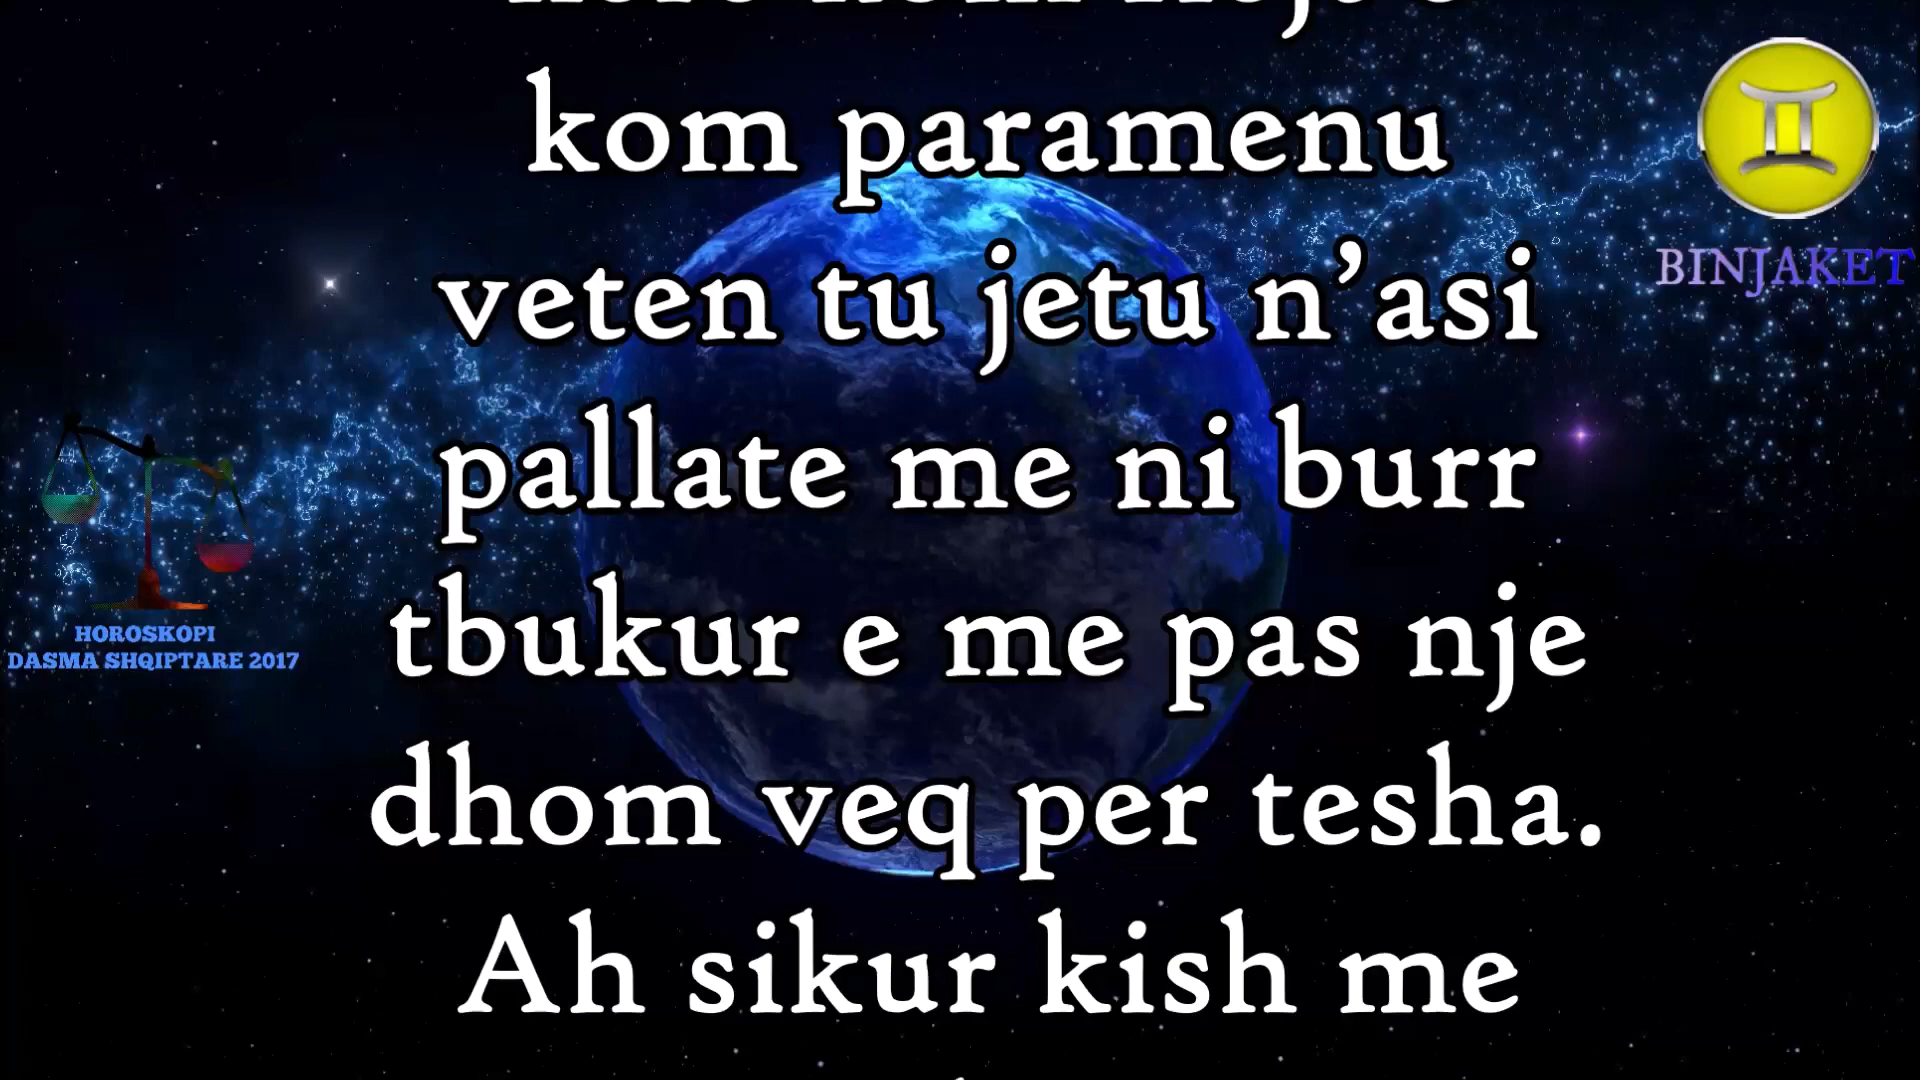 kom paramenu
veten tu jetu n’asi
pallate me ni burr
tbukur e me pas nje
dhom veq per tesha.
Ah sikur kish me
BINJAKET
HOROSKOPI
DASMA SHQIPTARE 2017